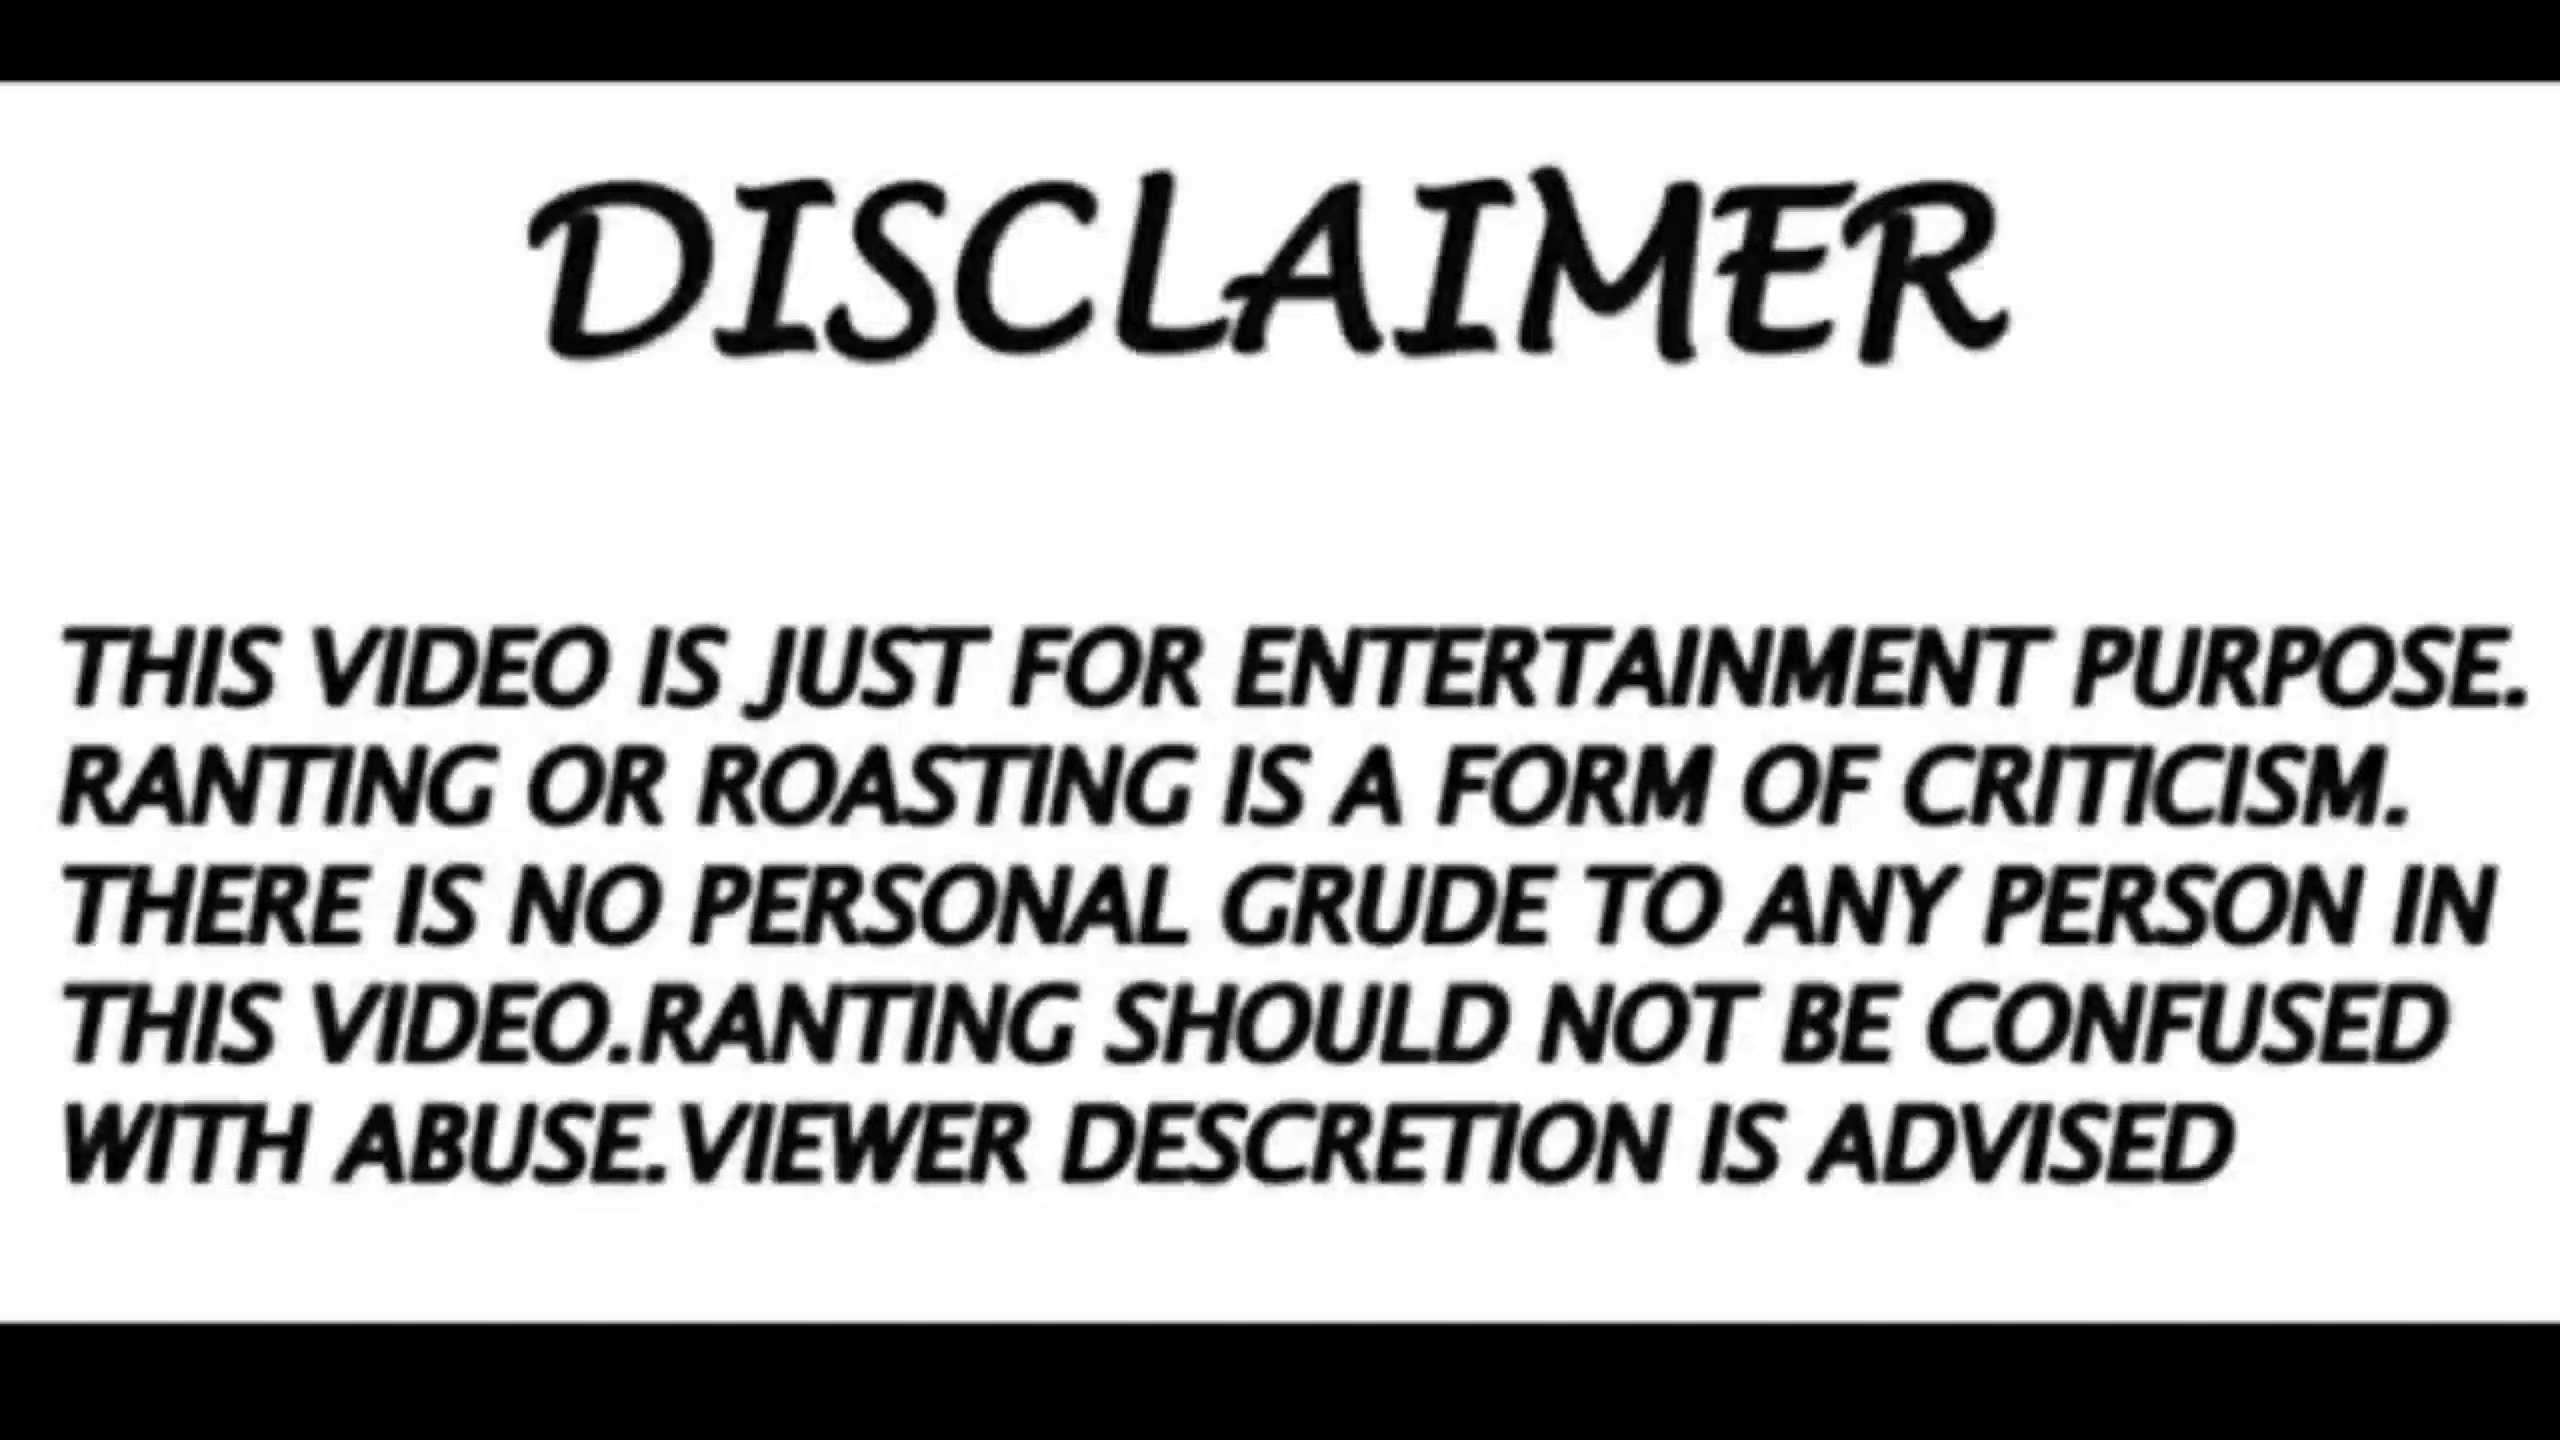 DISCLAIMER
THIS VIDEO IS JUST FOR ENTERTAINMENT PURPOSE.
RANTING OR ROASTING IS A FORM OF CRITICISM.
THERE IS NO PERSONAL GRUDE TO ANY PERSON IN
THIS VIDEO.RANTING SHOULD NOT BE CONFUSED
WITH ABUSE.VIEWER DESCRETION IS ADVISED